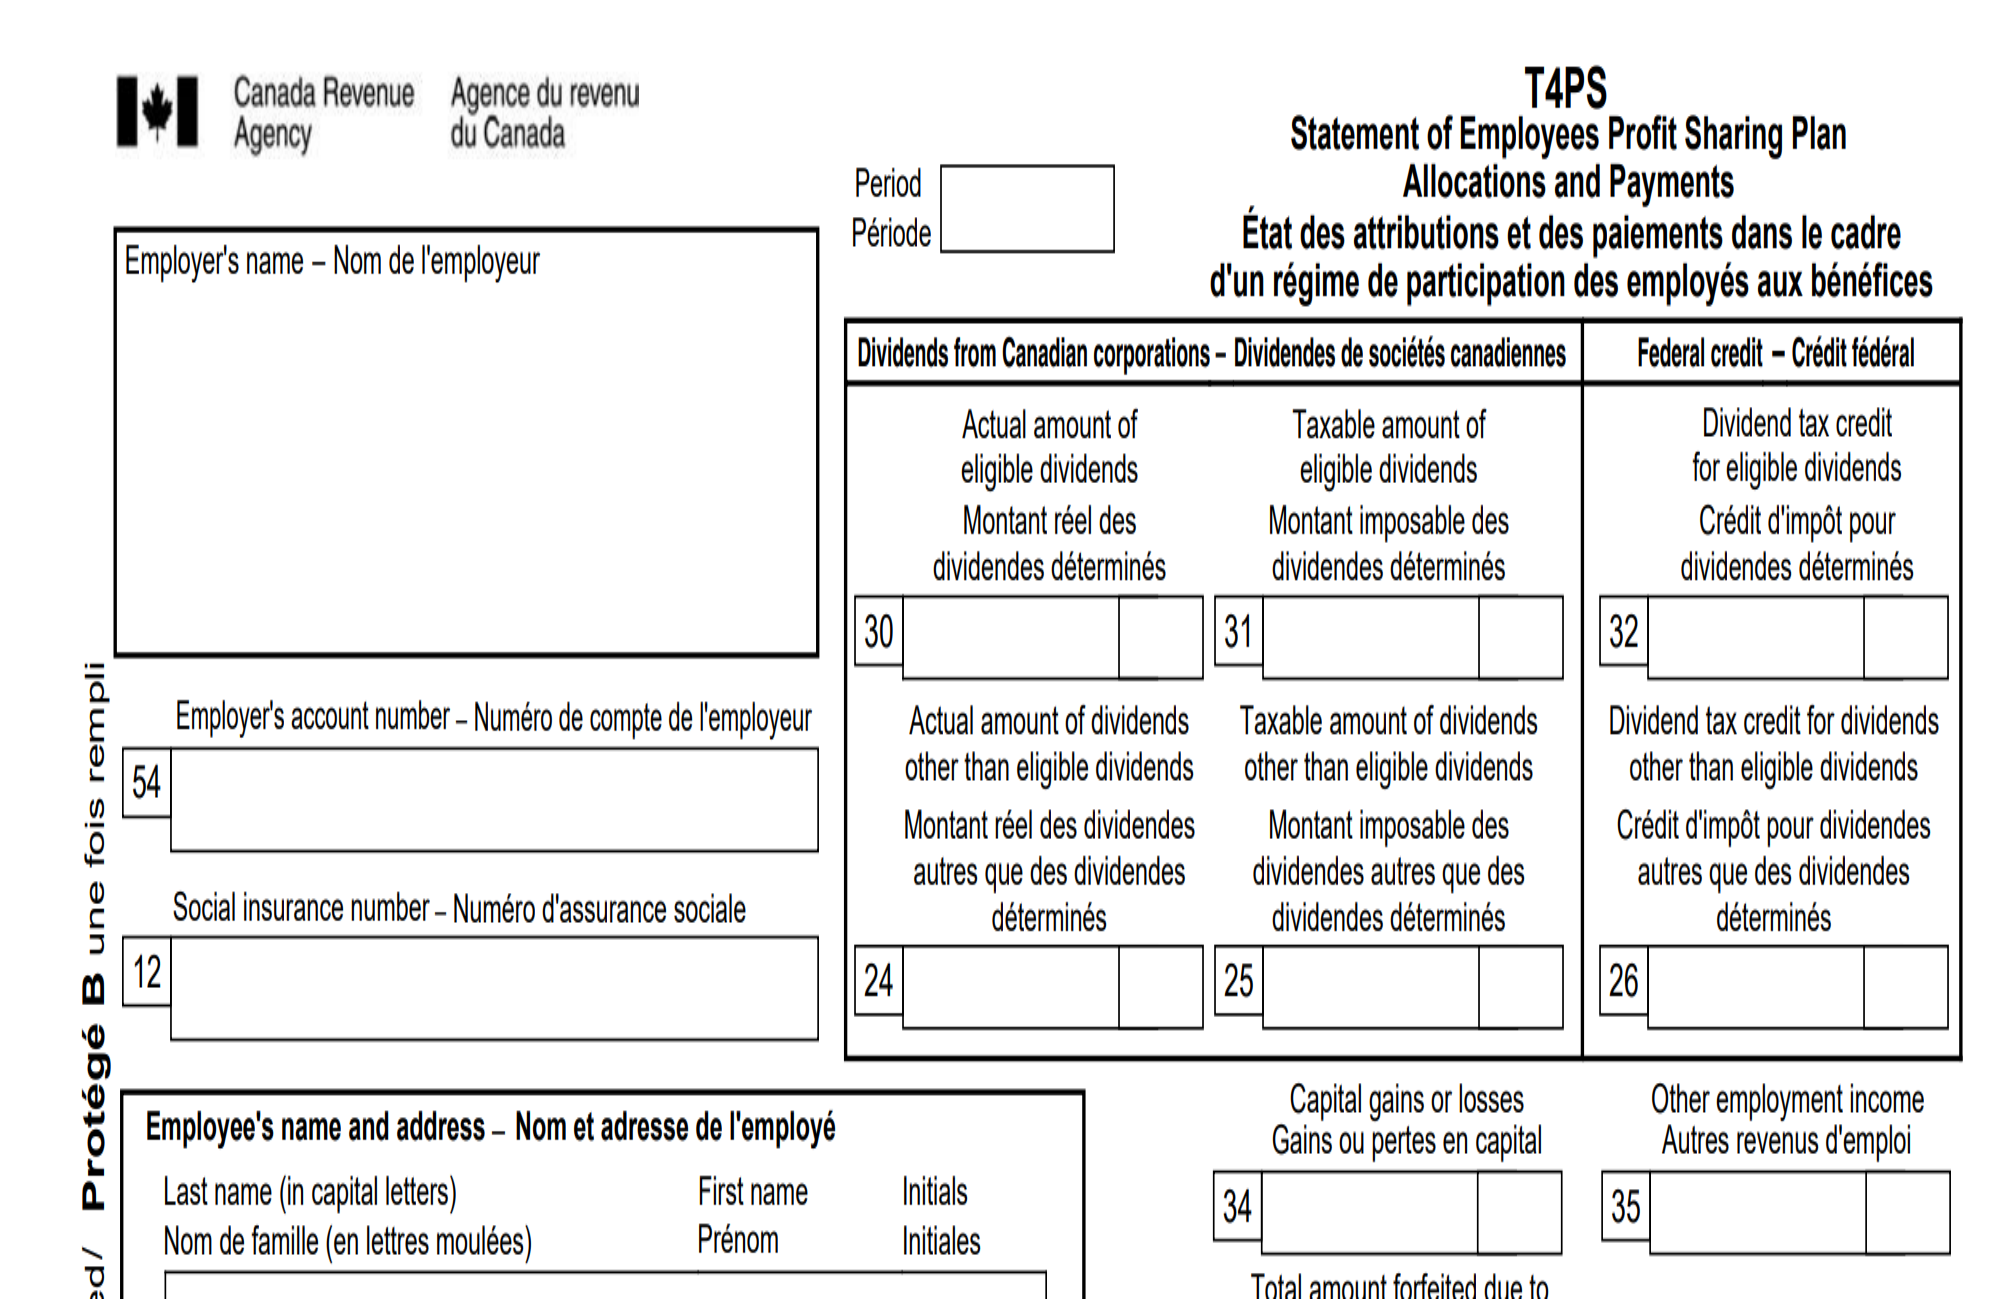 Canada Revenue Agency
Agence du revenu du Canada
T4PS
Statement of Employees Profit Sharing Plan
Allocations and Payments
État des attributions et des paiements dans le cadre
d'un régime de participation des employés aux bénéfices
Period
Période
Employer's name – Nom de l'employeur
Employer's account number – Numéro de compte de l'employeur
54
Social insurance number – Numéro d'assurance sociale
12
Dividends from Canadian corporations – Dividendes de sociétés canadiennes
Federal credit – Crédit fédéral
Actual amount of
eligible dividends
Montant réel des
dividendes déterminés
30
Taxable amount of
eligible dividends
Montant imposable des
dividendes déterminés
31
Dividend tax credit
for eligible dividends
Crédit d'impôt pour
dividendes déterminés
32
Actual amount of dividends
other than eligible dividends
Montant réel des dividendes
autres que des dividendes
déterminés
24
Taxable amount of dividends
other than eligible dividends
Montant imposable des
dividendes autres que des
dividendes déterminés
25
Dividend tax credit for dividends
other than eligible dividends
Crédit d'impôt pour dividendes
autres que des dividendes
déterminés
26
Employee's name and address – Nom et adresse de l'employé
Last name (in capital letters)
Nom de famille (en lettres moulées)
First name
Prénom
Initials
Initiales
Capital gains or losses
Gains ou pertes en capital
34
Other employment income
Autres revenus d'emploi
35
Total amount forfeited due to
/ Protégé B une fois rempli